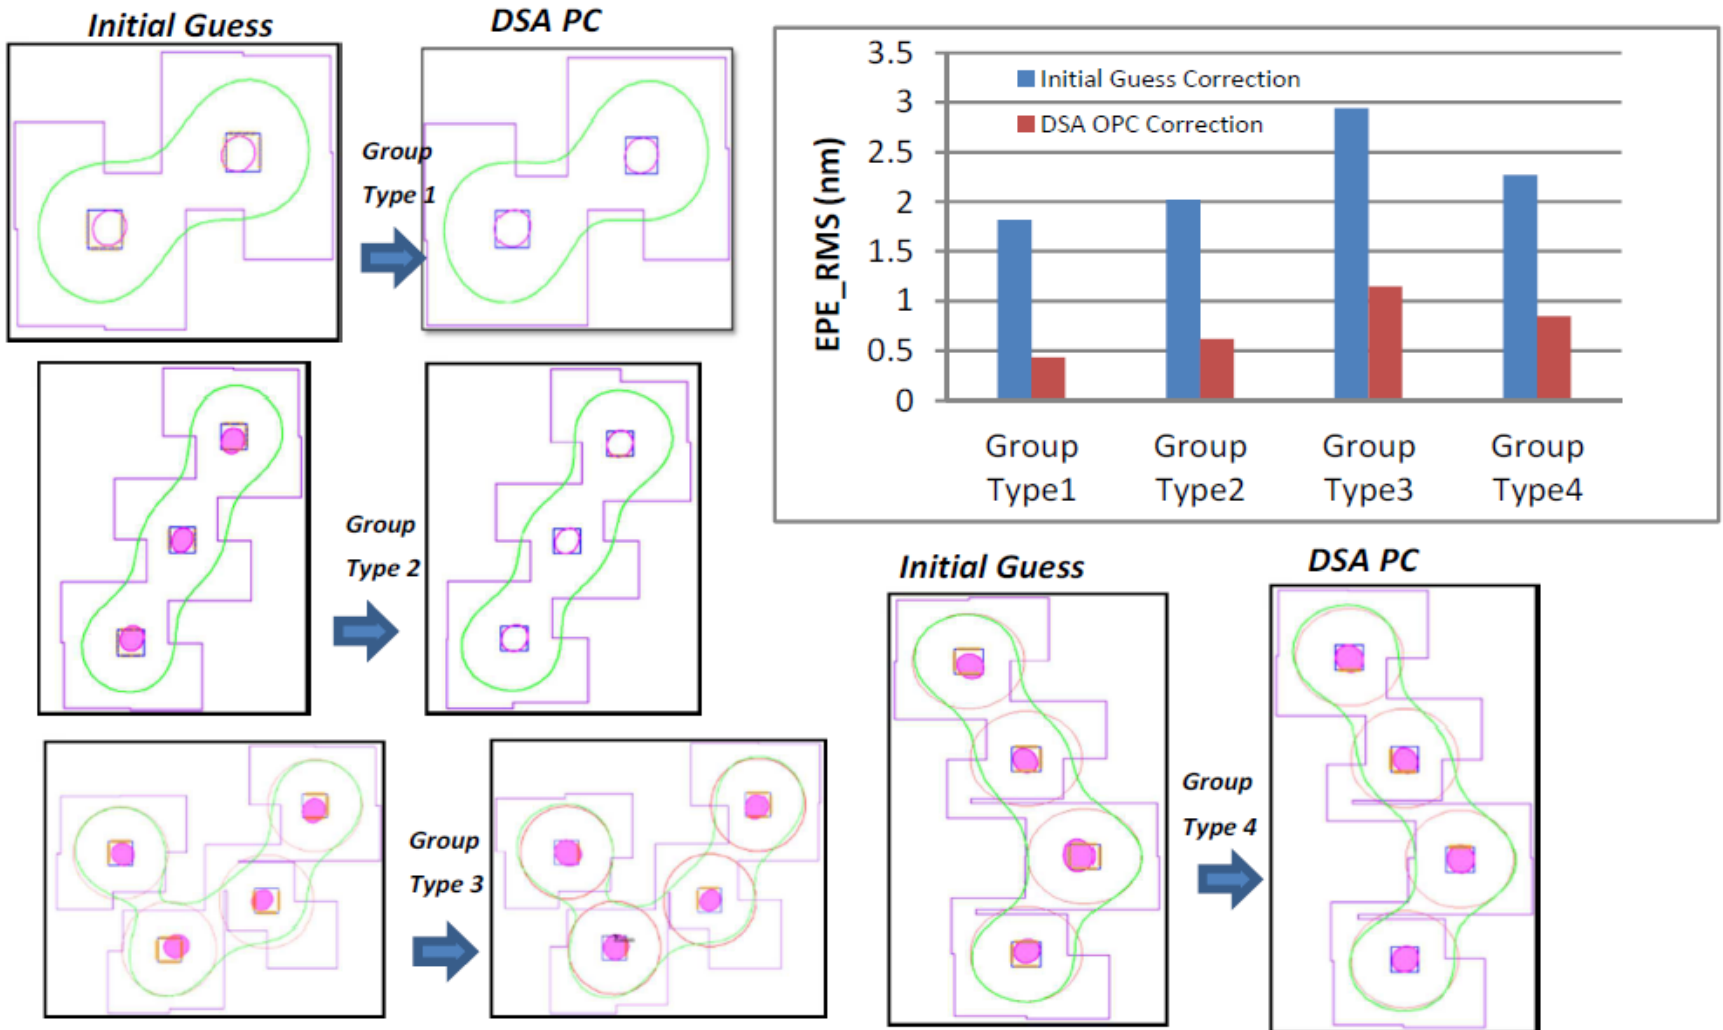 Initial Guess
DSA PC
Group
Type 1
Group
Type 2
Group
Type 3
3.5
3
2.5
2
1.5
1
0.5
0
EPE_RMS (nm)
Initial Guess Correction
DSA OPC Correction
Group
Type1
Group
Type2
Group
Type3
Group
Type4
Initial Guess
DSA PC
Group
Type 4